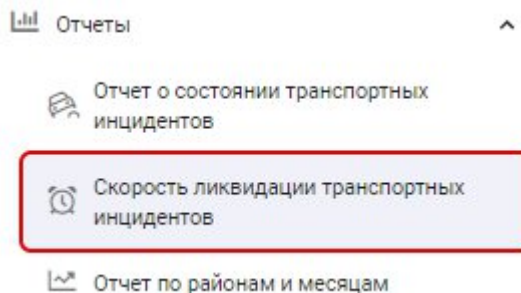 Отчеты
Отчет о состоянии транспортных
инцидентов
Скорость ликвидации транспортных
инцидентов
Отчет по районам и месяцам